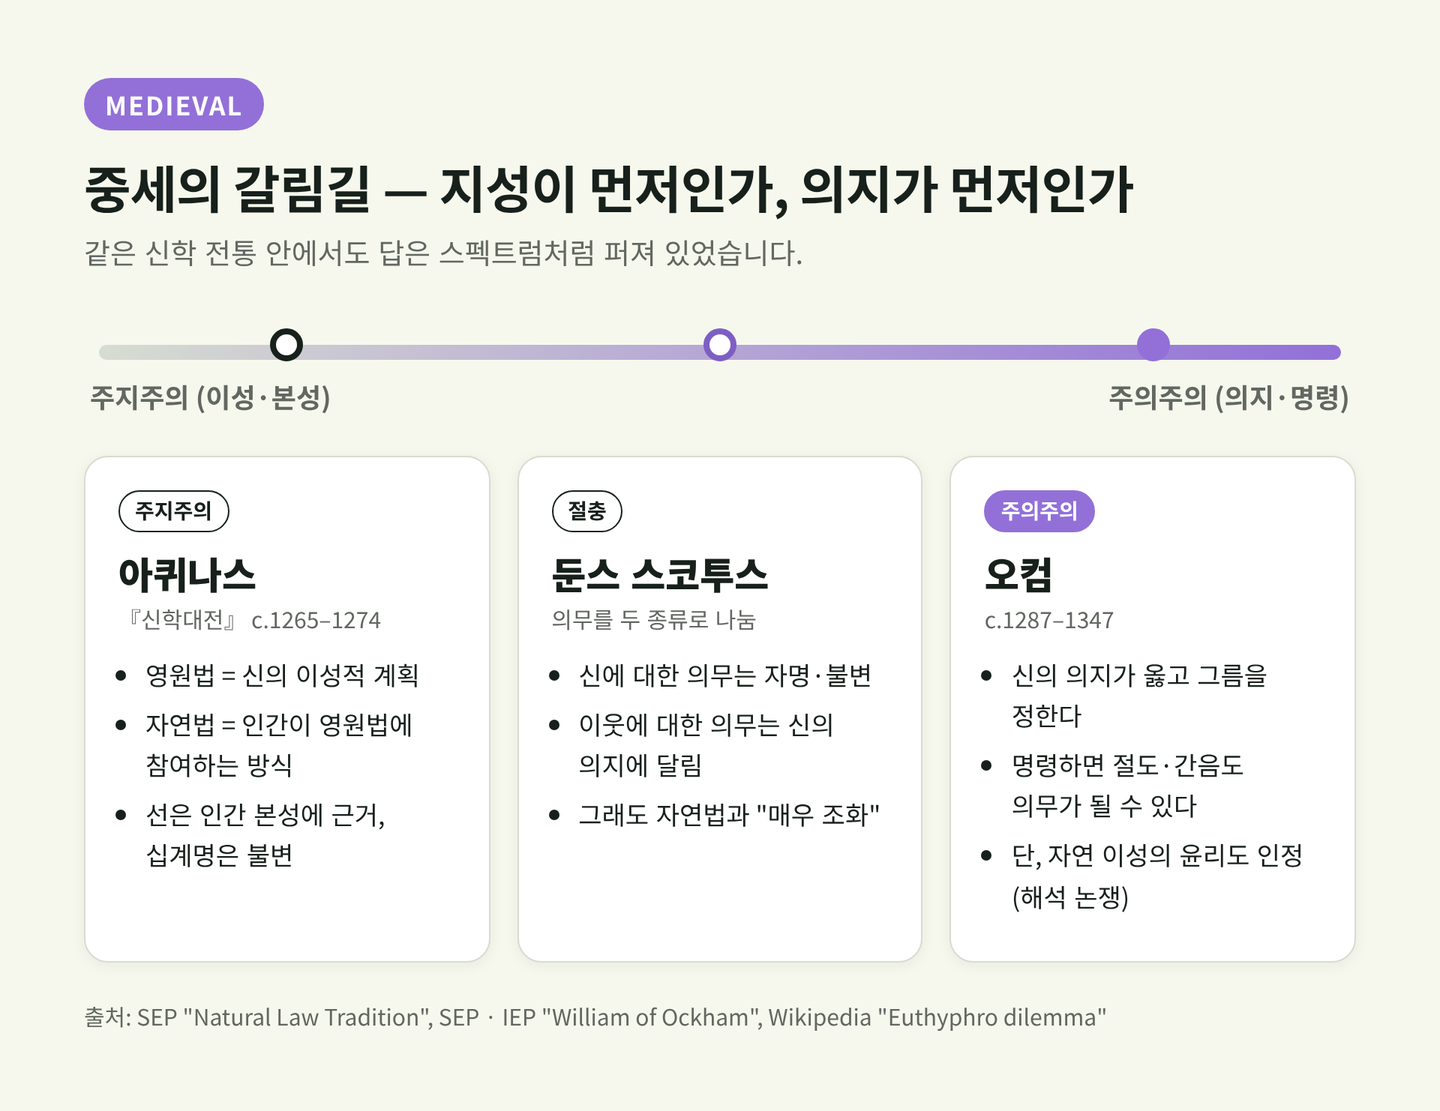 MEDIEVAL
중세의 갈림길 — 지성이 먼저인가, 의지가 먼저인가
같은 신학 전통 안에서도 답은 스펙트럼처럼 퍼져 있었습니다.
주지주의 (이성·본성)
주의주의 (의지·명령)
주지주의
아퀴나스
『신학대전』 c.1265–1274
• 영원법 = 신의 이성적 계획
• 자연법 = 인간이 영원법에
참여하는 방식
• 선은 인간 본성에 근거,
십계명은 불변
절충
둔스 스코투스
의무를 두 종류로 나눔
• 신에 대한 의무는 자명·불변
• 이웃에 대한 의무는 신의
의지에 달림
• 그래도 자연법과 "매우 조화"
주의주의
오컴
c.1287–1347
• 신의 의지가 옳고 그름을
정한다
• 명령하면 절도·간음도
의무가 될 수 있다
• 단, 자연 이성의 윤리도 인정
(해석 논쟁)
출처: SEP "Natural Law Tradition", SEP · IEP "William of Ockham", Wikipedia "Euthyphro dilemma"